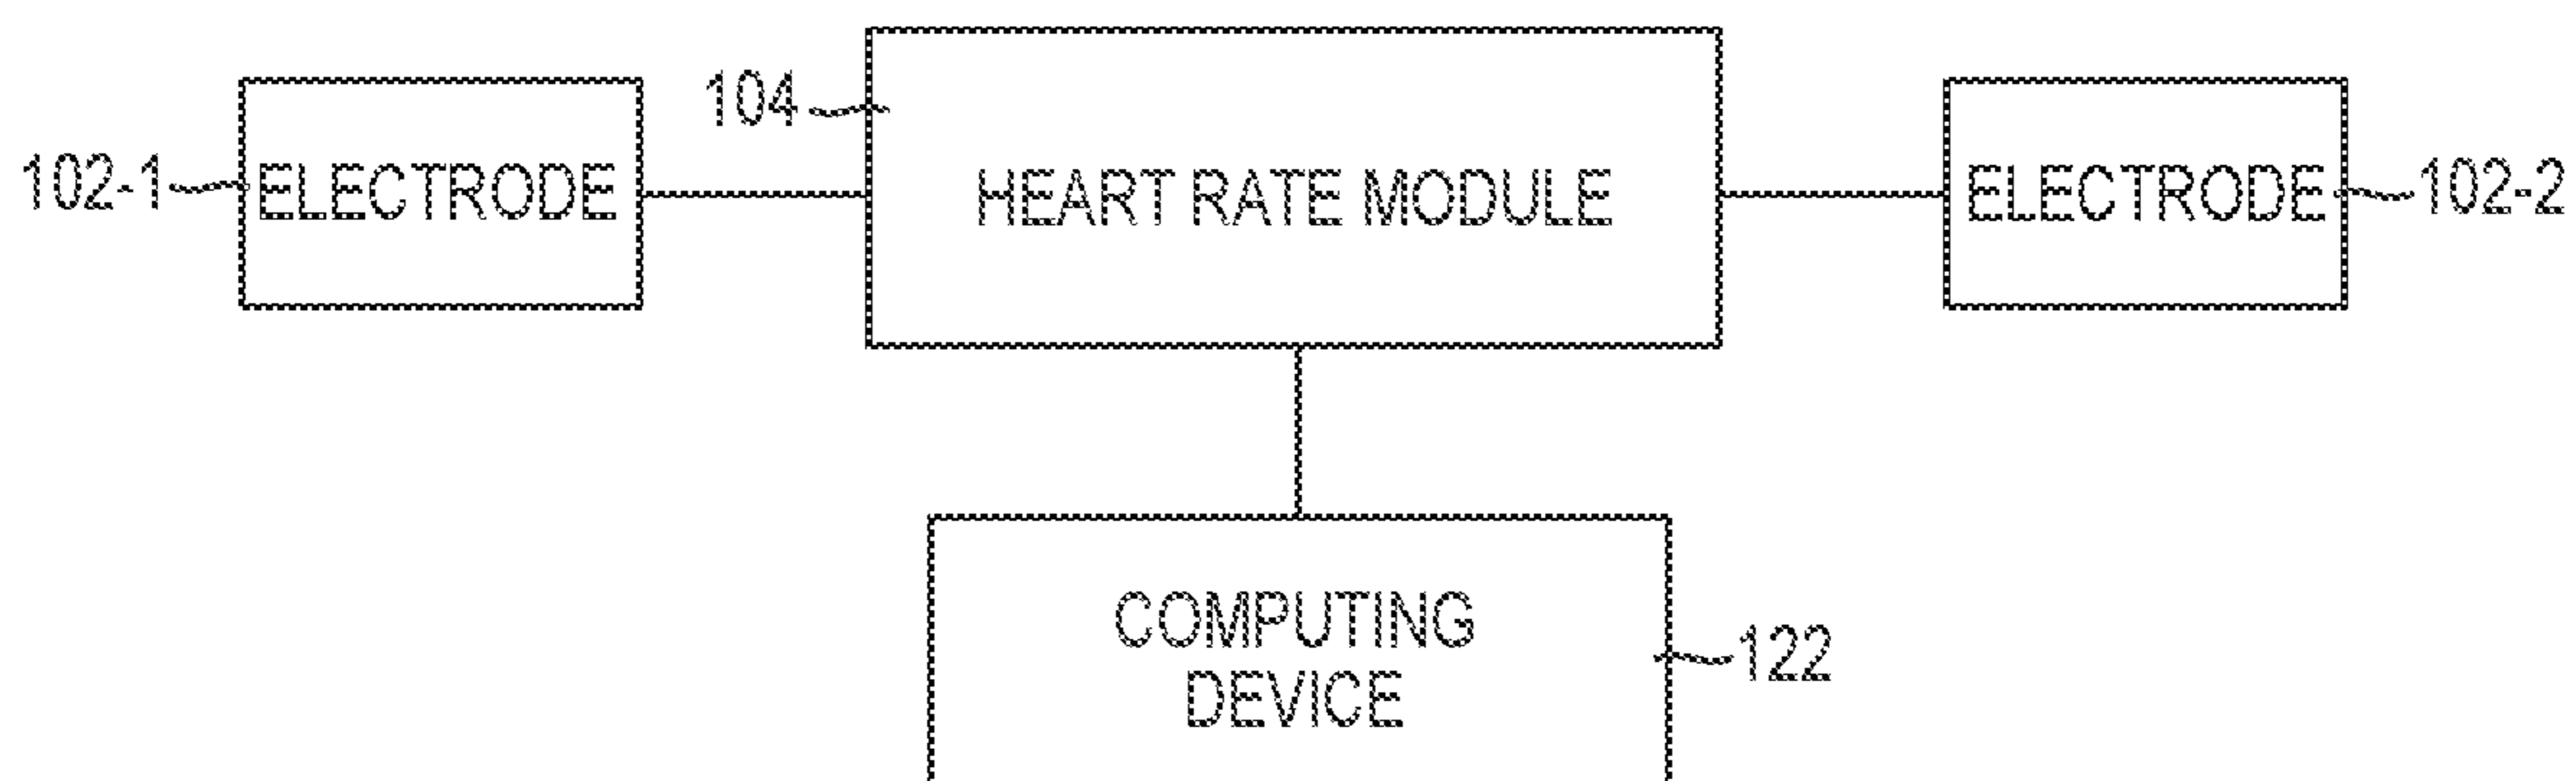 104
102-1
ELECTRODE
HEART RATE MODULE
ELECTRODE
102-2
COMPUTING
DEVICE
122